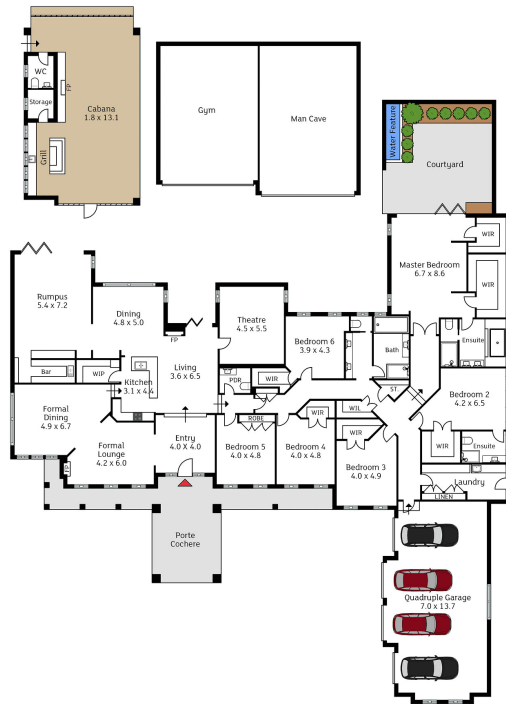 WC
FP
Storage
Cabana
1.8 x 13.1
Grill
Gym
Man Cave
Water Feature
Courtyard
WIR
Master Bedroom
6.7 x 8.6
WIR
Rumpus
5.4 x 7.2
Dining
4.8 x 5.0
FP
Theatre
4.5 x 5.5
Bedroom 6
3.9 x 4.3
Bath
Ensuite
Bar
WIP
Living
3.6 x 6.5
Kitchen
3.1 x 4.4
PDR
WIR
ST
Bedroom 2
4.2 x 6.5
Formal
Dining
4.9 x 6.7
WIR
WIL
ROBE
Formal
Lounge
4.2 x 6.0
Entry
4.0 X 4.0
Bedroom 5
4.0 x 4.8
Bedroom 4
4.0 x 4.8
WIR
WIR
Ensuite
FP
Bedroom 3
4.0 x 4.9
Laundry
LINEN
Porte
Cochere
Quadruple Garage
7.0 x 13.7